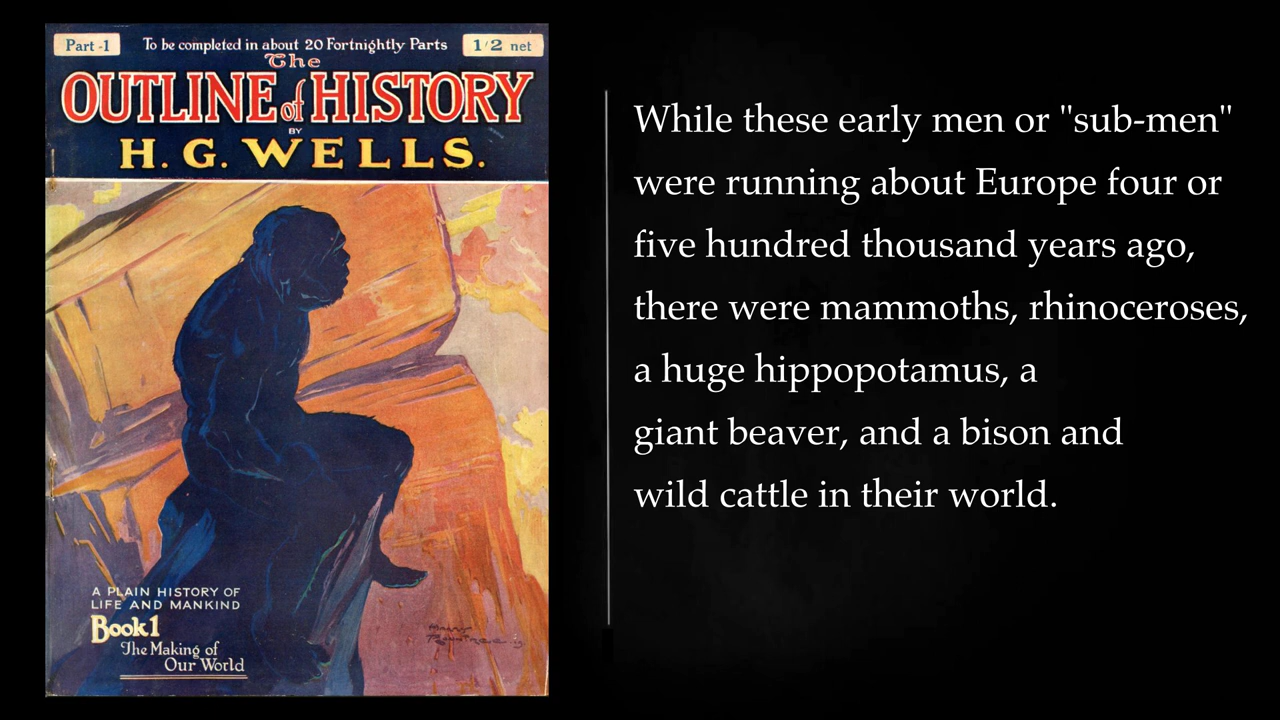 Part -1
To be completed in about 20 Fortnightly Parts
1/2 net
The
OUTLINE of HISTORY
BY
H. G. WELLS.
A PLAIN HISTORY OF
LIFE AND MANKIND
Book 1
The Making of
Our World
While these early men or "sub-men"
were running about Europe four or
five hundred thousand years ago,
there were mammoths, rhinoceroses,
a huge hippopotamus, a
giant beaver, and a bison and
wild cattle in their world.